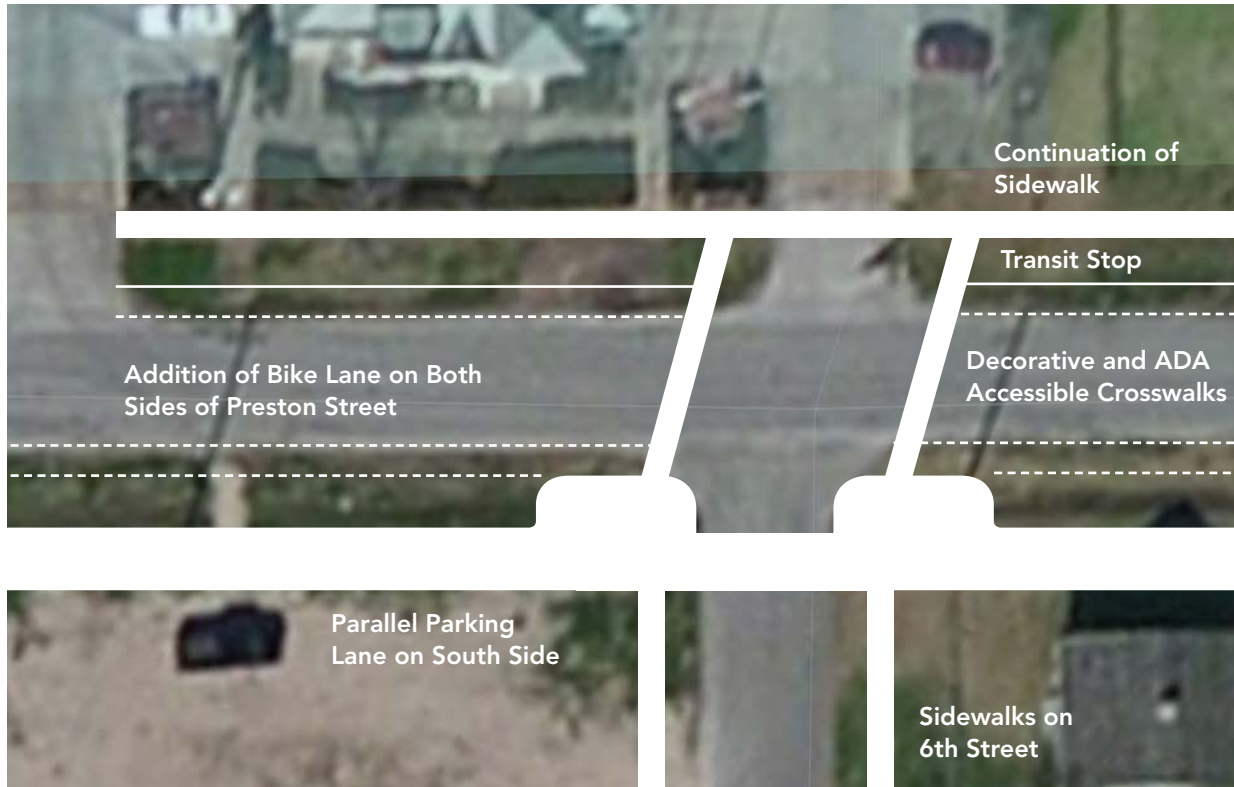 Continuation of
Sidewalk
Transit Stop
Addition of Bike Lane on Both
Sides of Preston Street
Decorative and ADA
Accessible Crosswalks
Parallel Parking
Lane on South Side
Sidewalks on
6th Street